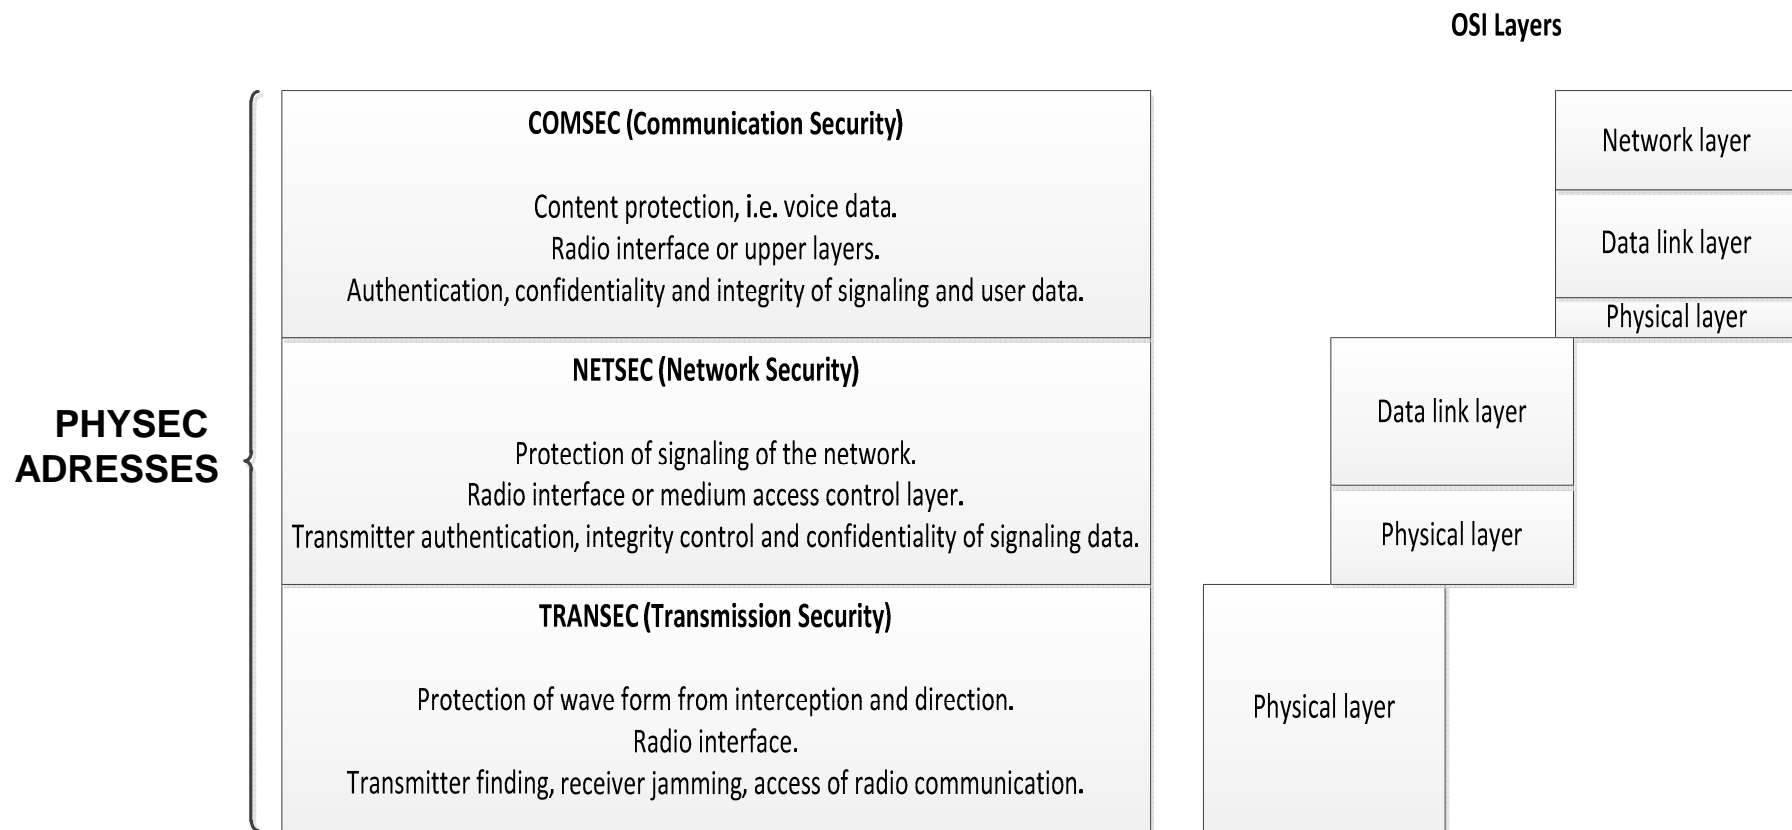 OSI Layers
COMSEC (Communication Security)
Content protection, i.e. voice data.
Radio interface or upper layers.
Authentication, confidentiality and integrity of signaling and user data.
Network layer
Data link layer
Physical layer
PHYSEC
ADRESSES
NETSEC (Network Security)
Protection of signaling of the network.
Radio interface or medium access control layer.
Transmitter authentication, integrity control and confidentiality of signaling data.
Data link layer
Physical layer
TRANSEC (Transmission Security)
Protection of wave form from interception and direction.
Radio interface.
Transmitter finding, receiver jamming, access of radio communication.
Physical layer